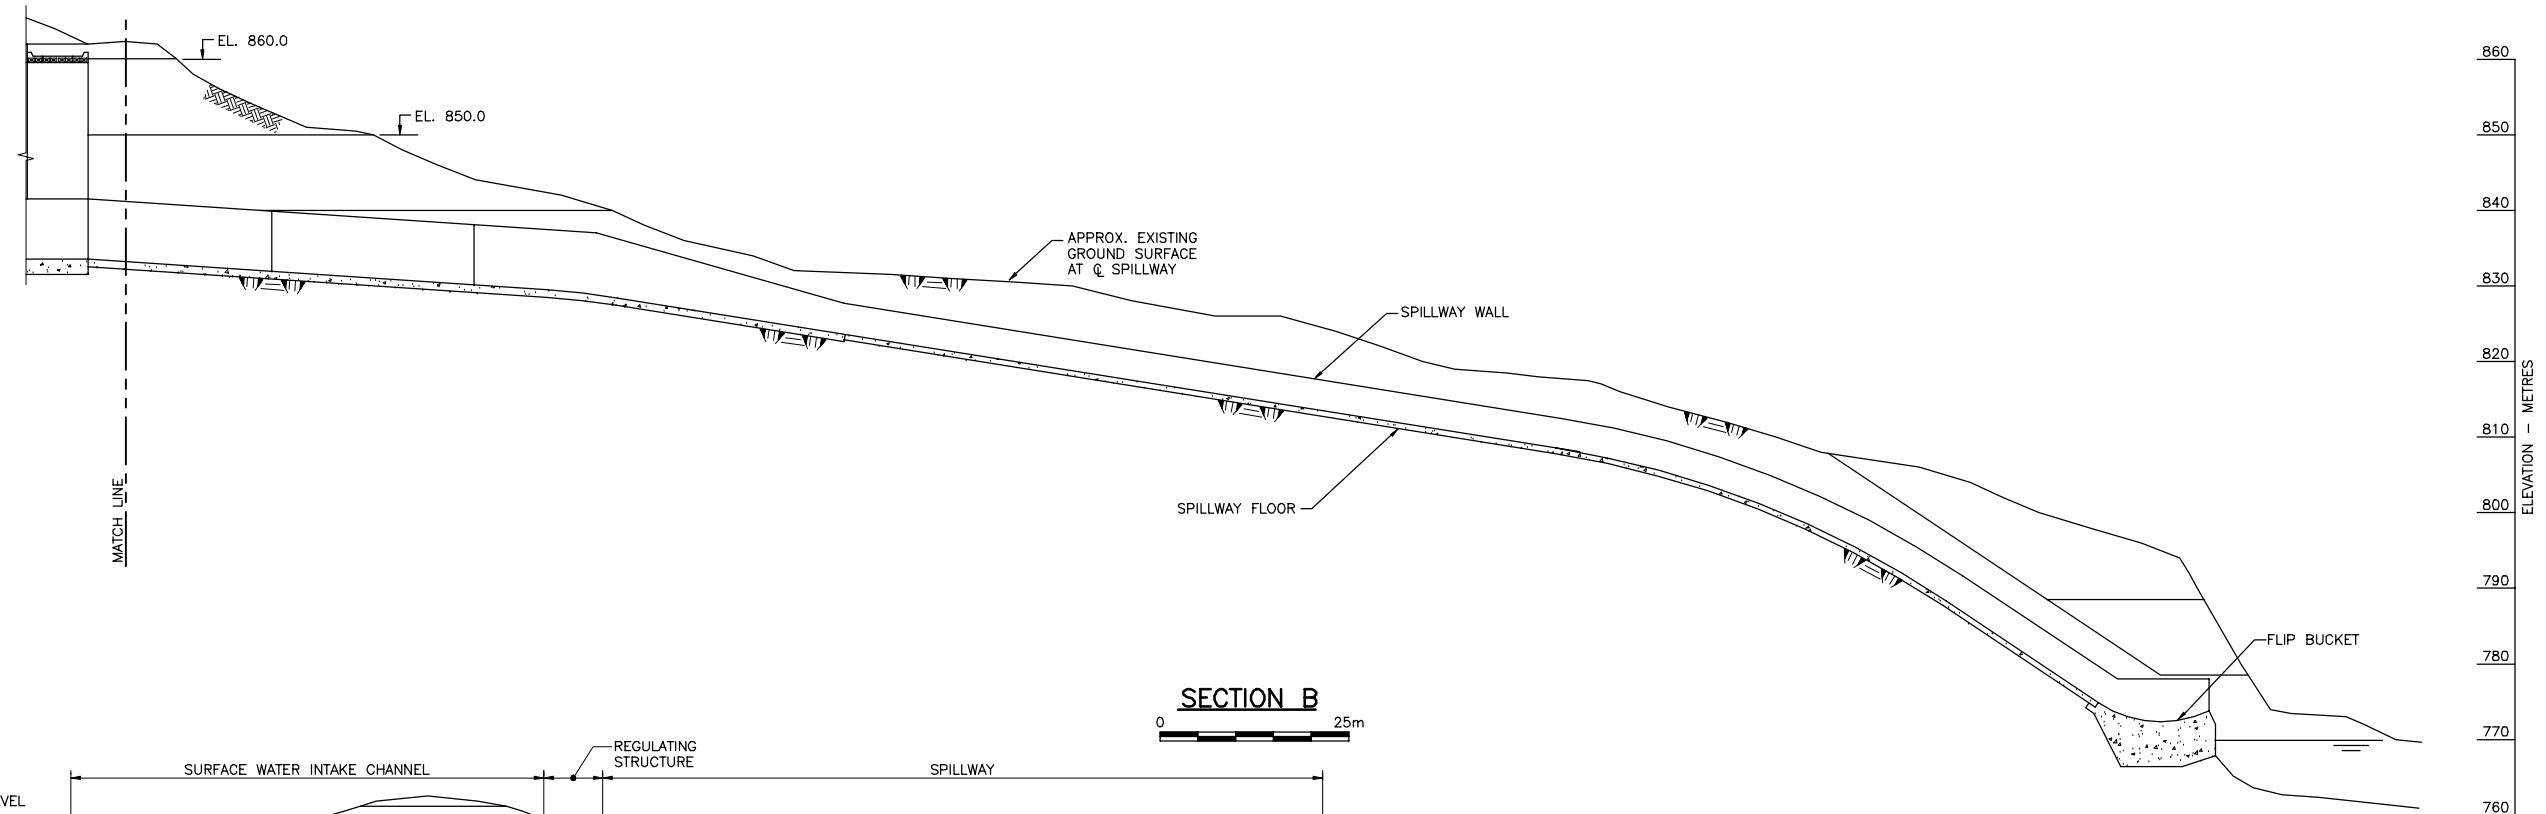 EL. 860.0
EL. 850.0
APPROX. EXISTING
GROUND SURFACE
AT ℄ SPILLWAY
SPILLWAY WALL
SPILLWAY FLOOR
MATCH LINE
FLIP BUCKET
860
850
840
830
820
810
800
790
780
770
760
ELEVATION - METRES
SECTION B
0 25m
REGULATING
STRUCTURE
SURFACE WATER INTAKE CHANNEL
SPILLWAY
VEL